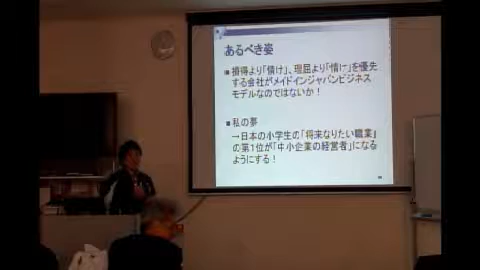 あるべき姿
■損得より「情け」、理屈より「情け」を優先
する会社がメイドインジャパンビジネス
モデルなのではないか！
■私の夢
→日本の小学生の「将来なりたい職業」
の第1位が「中小企業の経営者」になる
ようにする！